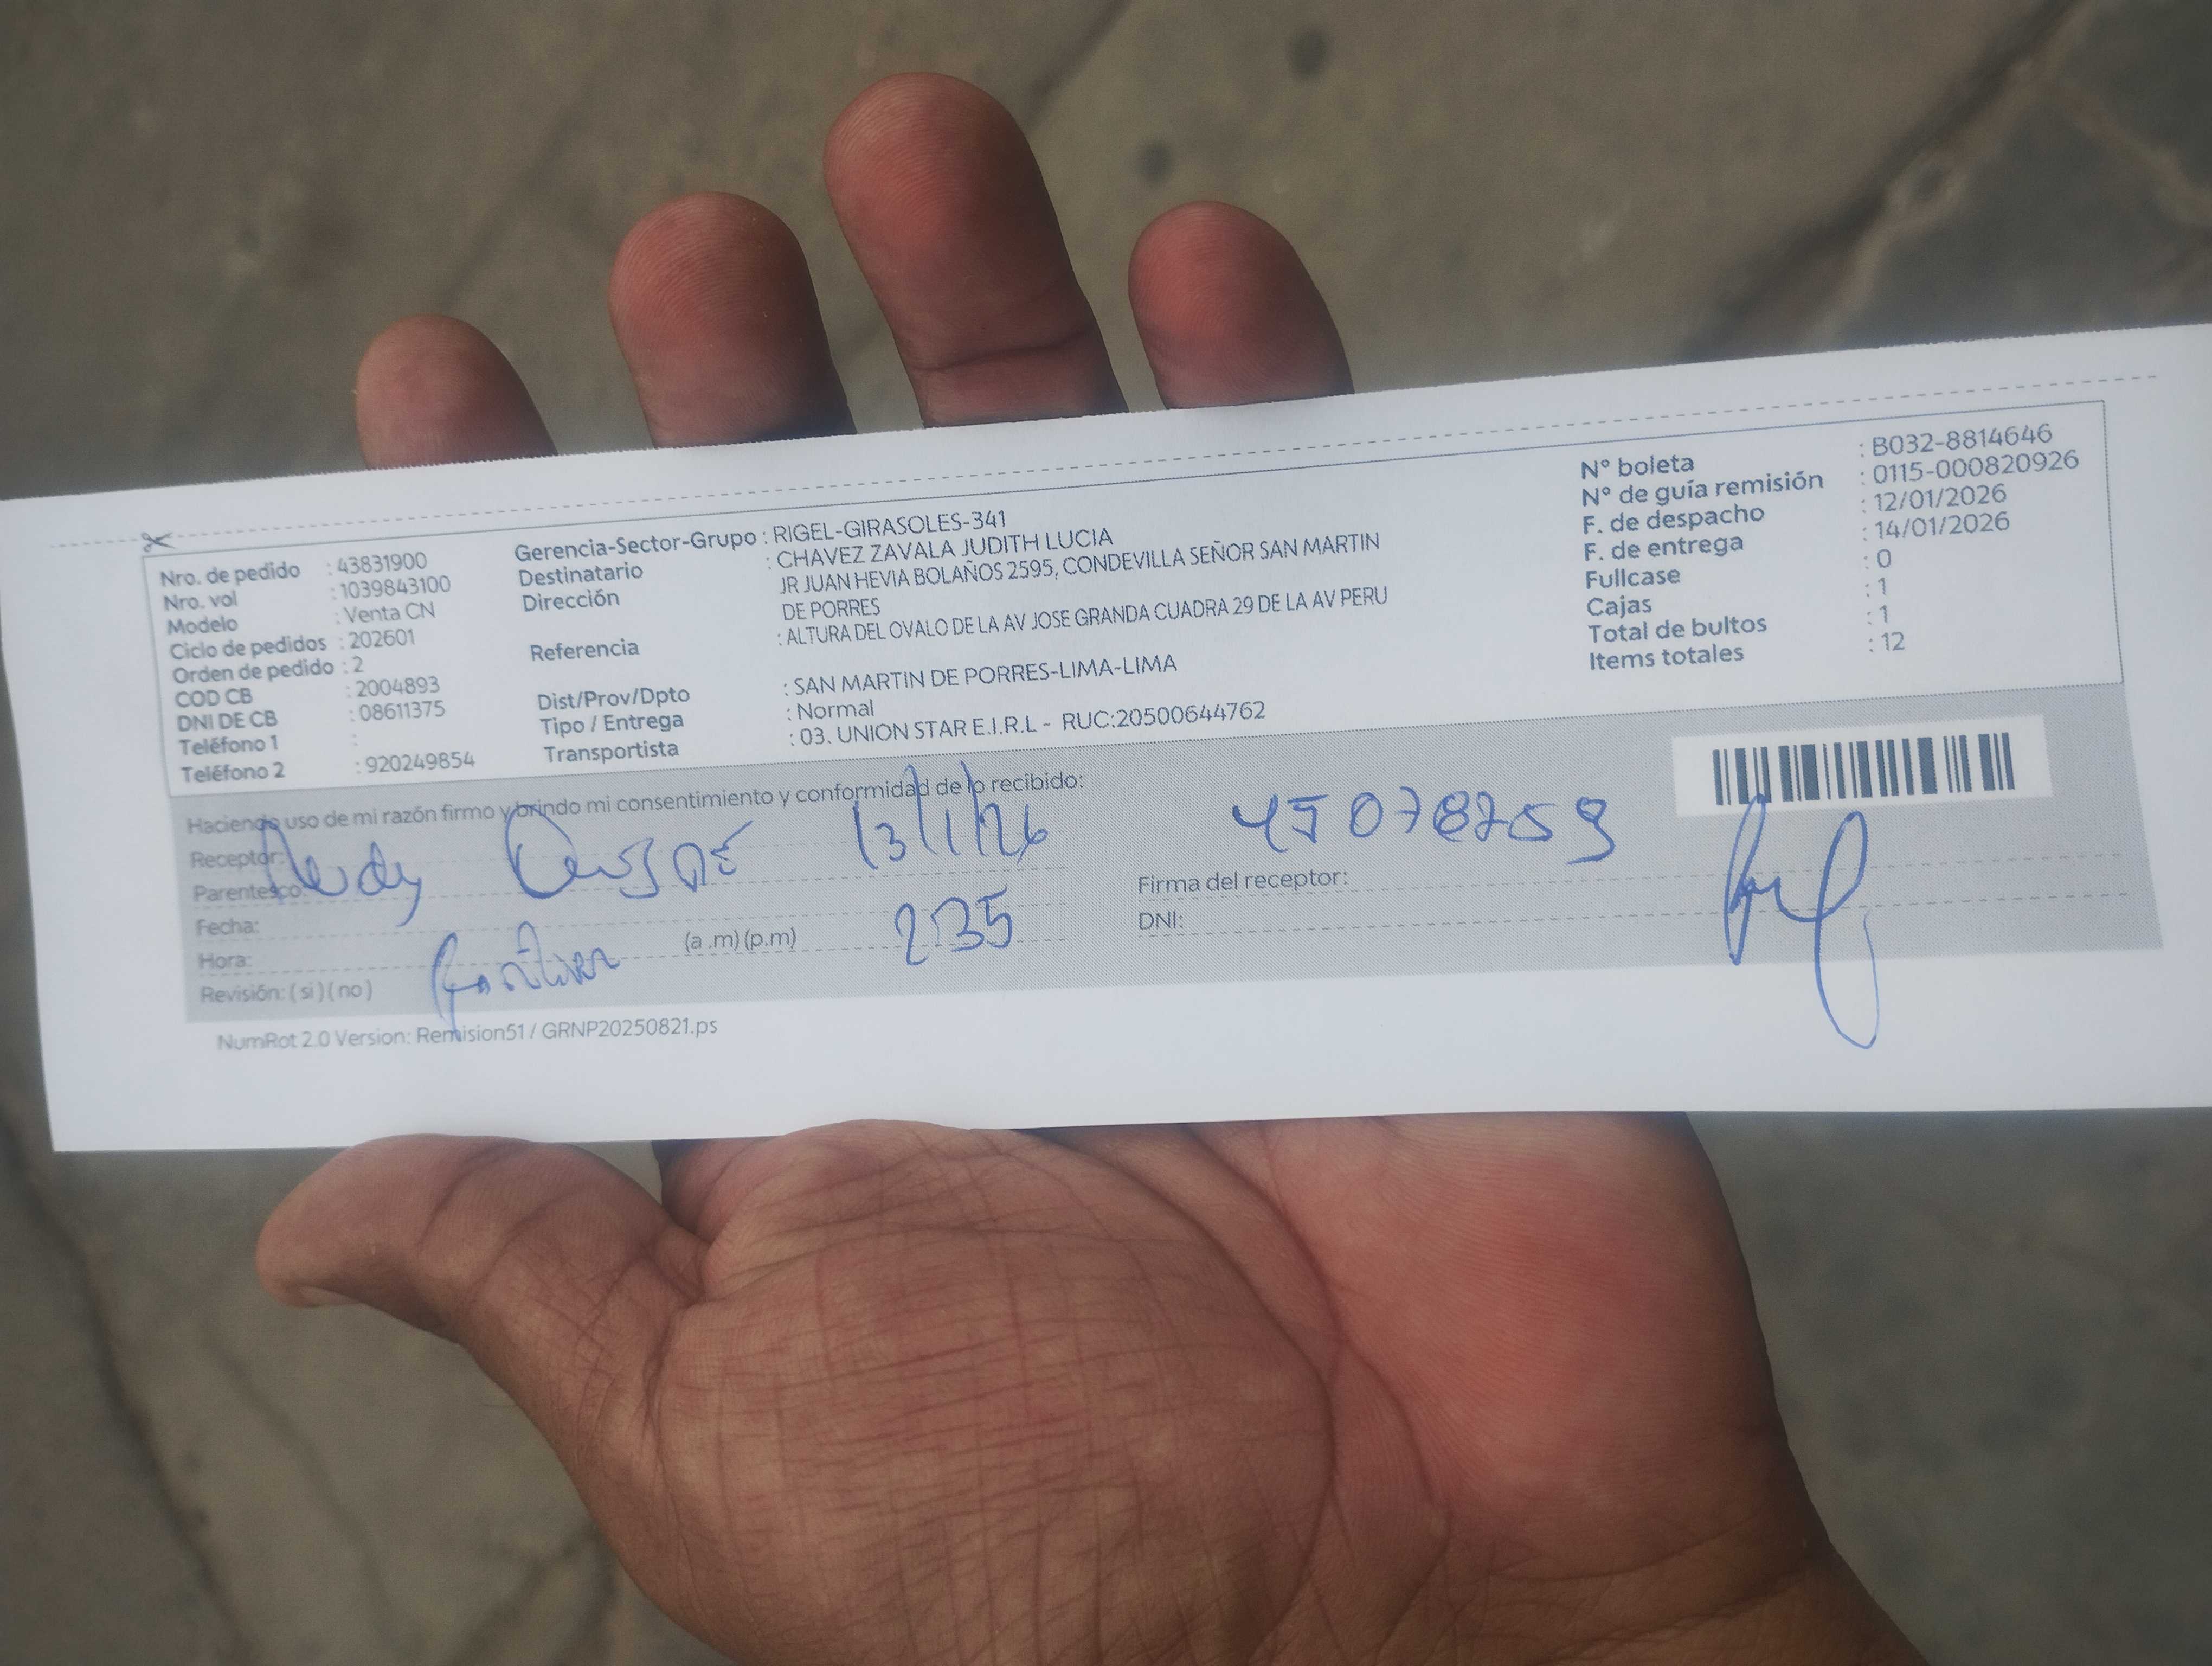 Nro. de pedido : 43831900
Nro. vol : 1039843100
Modelo : Venta CN
Ciclo de pedidos : 202601
Orden de pedido : 2
COD CB : 2004893
DNI DE CB : 08611375
Teléfono 1 :
Teléfono 2 : 920249854
Gerencia-Sector-Grupo : RIGEL-GIRASOLES-341
Destinatario : CHAVEZ ZAVALA JUDITH LUCIA
Dirección JR JUAN HEVIA BOLAÑOS 2595, CONDEVILLA SEÑOR SAN MARTIN
DE PORRES
Referencia : ALTURA DEL OVALO DE LA AV JOSE GRANDA CUADRA 29 DE LA AV PERU
Dist/Prov/Dpto : SAN MARTIN DE PORRES-LIMA-LIMA
Tipo / Entrega : Normal
Transportista : 03. UNION STAR E.I.R.L - RUC:20500644762
N° boleta : B032-8814646
N° de guía remisión : 0115-000820926
F. de despacho : 12/01/2026
F. de entrega : 14/01/2026
Fullcase : 0
Cajas : 1
Total de bultos : 1
Items totales : 12
Haciendo uso de mi razón firmo y brindo mi consentimiento y conformidad de lo recibido:
Receptor: 13/1/26 45078259
Parentesco:
Firma del receptor:
Fecha:
DNI:
Hora: (a .m) (p.m) 2:35
Revisión: ( si ) ( no )
NumRot 2.0 Version: Remision51 / GRNP20250821.ps